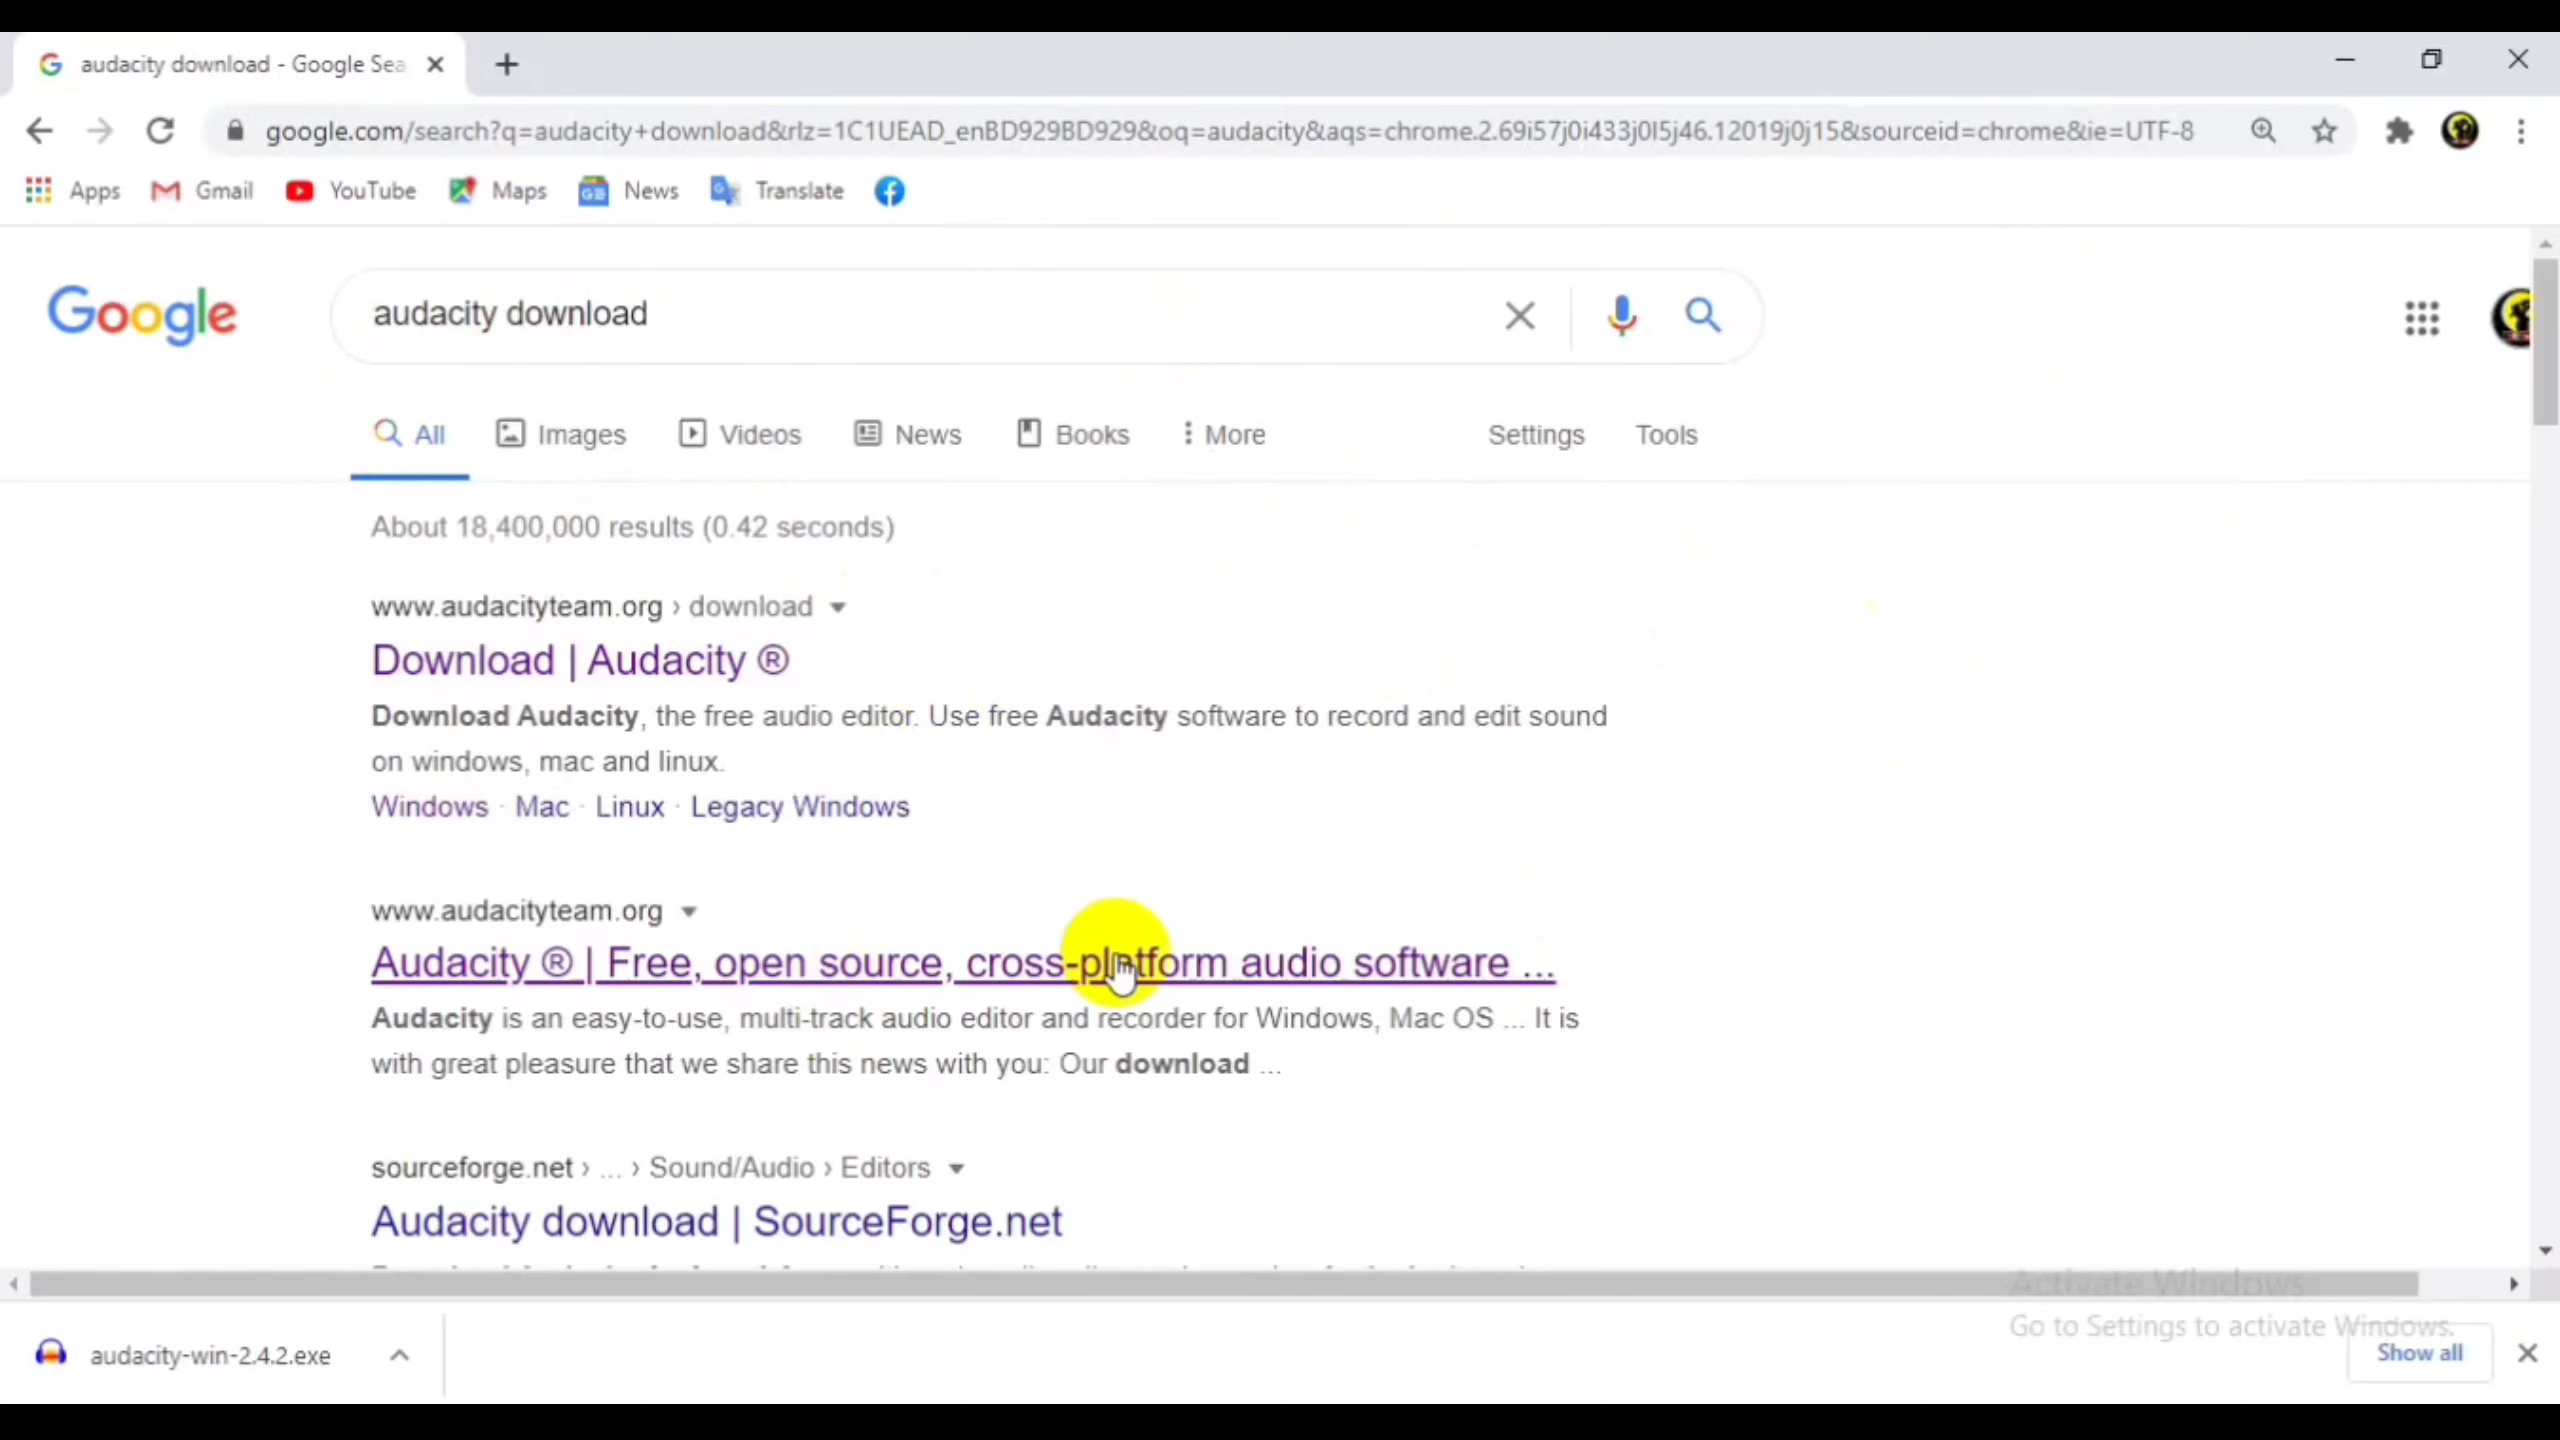 audacity download - Google Sea
google.com/search?q=audacity+download&rlz=1C1UEAD_enBD929BD929&oq=audacity&aqs=chrome.2.69i57j0i433j0l5j46.12019j0j15&sourceid=chrome&ie=UTF-8
Apps Gmail YouTube Maps GE News Translate
Google audacity download
All Images Videos News Books More Settings Tools
About 18,400,000 results (0.42 seconds)
www.audacityteam.org › download
Download | Audacity ®
Download Audacity, the free audio editor. Use free Audacity software to record and edit sound
on windows, mac and linux.
Windows · Mac · Linux · Legacy Windows
www.audacityteam.org
Audacity ® | Free, open source, cross-platform audio software ...
Audacity is an easy-to-use, multi-track audio editor and recorder for Windows, Mac OS ... It is
with great pleasure that we share this news with you: Our download ...
sourceforge.net › ... › Sound/Audio › Editors
Audacity download | SourceForge.net
Activate Windows
Go to Settings to activate Windows.
audacity-win-2.4.2.exe Show all